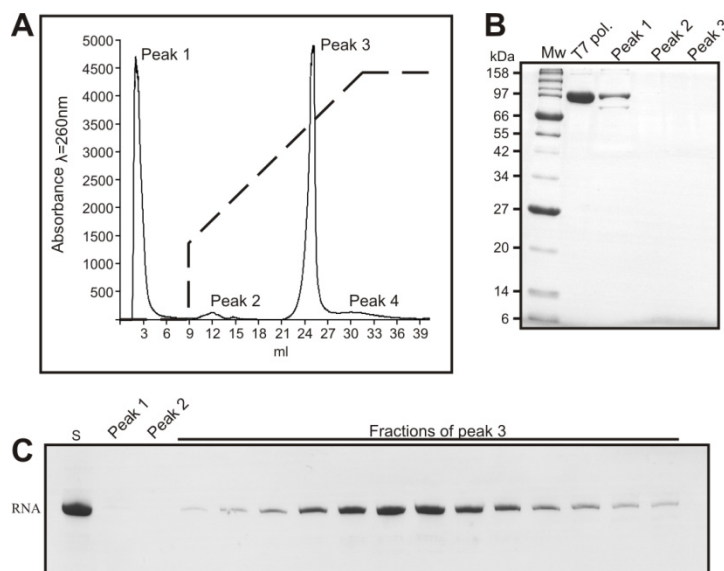 A
Absorbance λ=260nm
5000
4500
4000
3500
3000
2500
2000
1500
1000
500
Peak 1
Peak 2
Peak 3
Peak 4
3 6 9 12 15 18 21 25 27 30 33 36 39
ml
B
kDa Mw T7 pol. Peak 1 Peak 2 Peak 3
158
97
66
55
42
34
27
20
14
6
C
S Peak 1 Peak 2 Fractions of peak 3
RNA